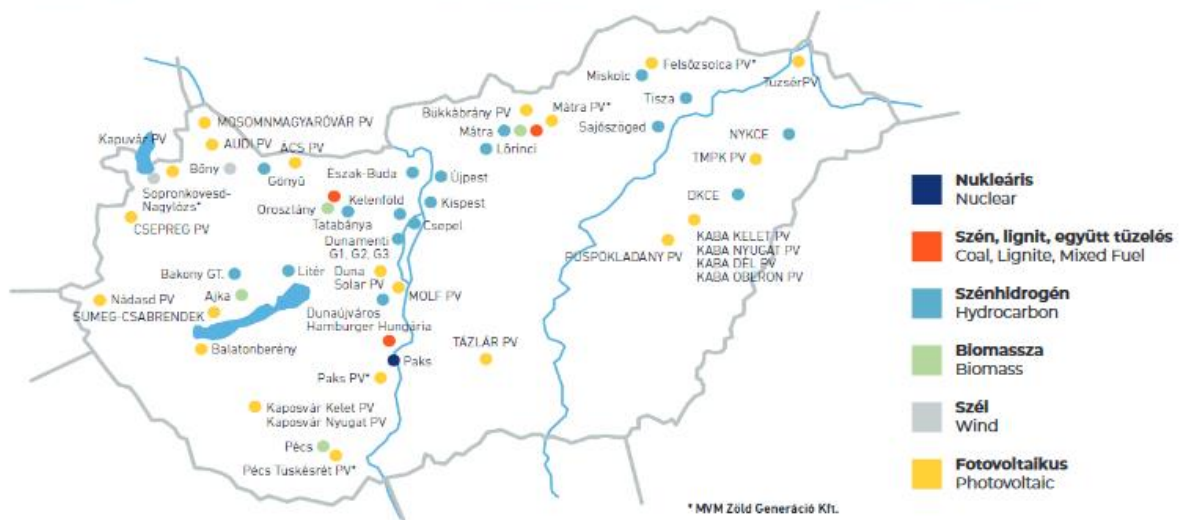 Felsőzsolca PV*
Miskolc
TuzsérPV
Tisza
Bükkábrány PV
Mátra PV*
Mátra
Sajószöged
Lőrinci
NYKCE
TMPK PV
DKCE
MOSOMNMAGYARÓVÁR PV
Kapuvár PV
AUDI PV
ÁCS PV
Bőny
Gönyű
Észak-Buda
Újpest
Sopronkövesd-
Nagylózs*
Oroszlány
Kelenföld
Kispest
CSEPREG PV
Tatabánya
Csepel
Dunamenti
G1, G2, G3
PÜSPÖKLADÁNY PV
KABA KELET PV
KABA NYUGAT PV
KABA DÉL PV
KABA OBERON PV
Bakony GT.
Litér
Duna
Solar PV
MOLF PV
Nádasd PV
Ajka
SÜMEG-CSABRENDEK
Dunaújváros
Hamburger Hungária
Balatonberény
TÁZLÁR PV
Paks
Paks PV*
Kaposvár Kelet PV
Kaposvár Nyugat PV
Pécs
Pécs Tüskésrét PV*
* MVM Zöld Generáció Kft.
Nukleáris
Nuclear
Szén, lignit, együtt tüzelés
Coal, Lignite, Mixed Fuel
Szénhidrogén
Hydrocarbon
Biomassza
Biomass
Szél
Wind
Fotovoltaikus
Photovoltaic